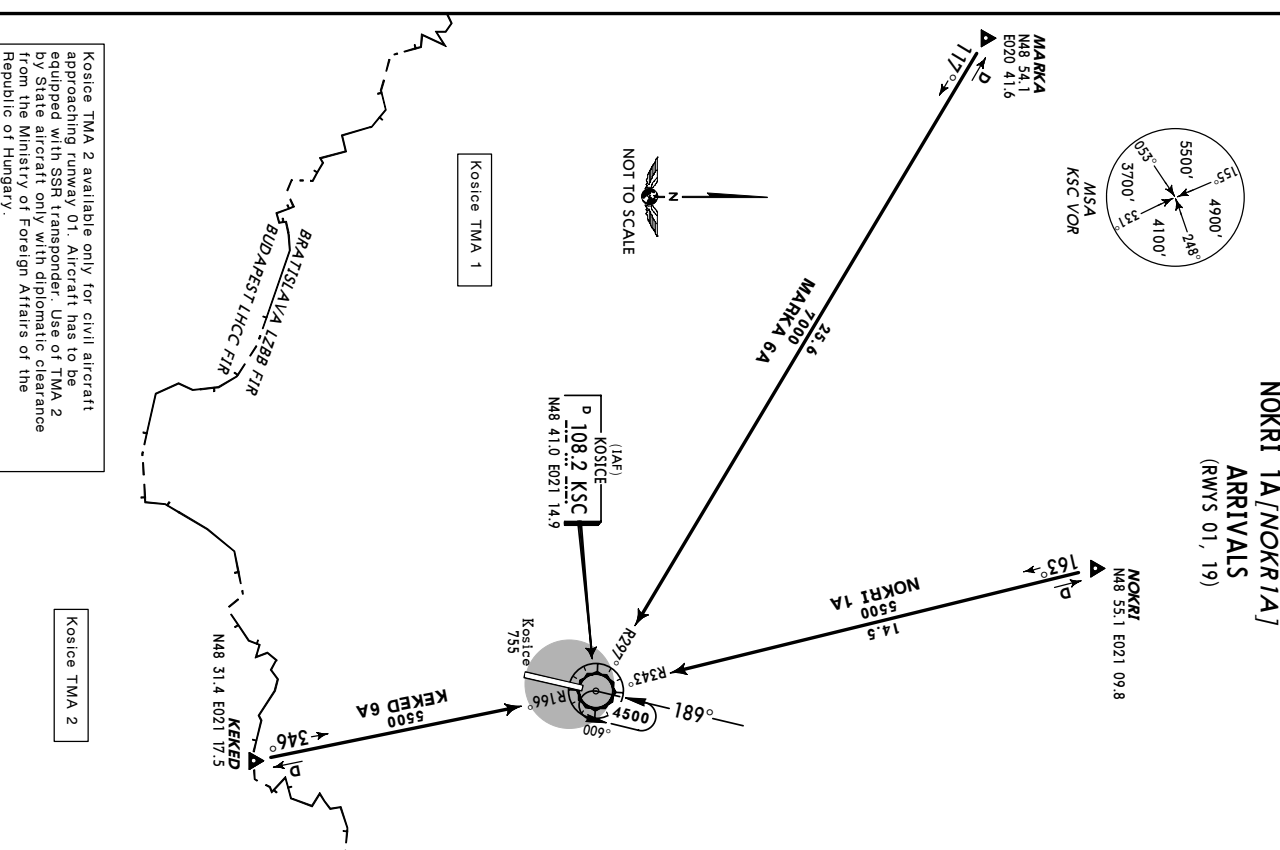 NOKRI 1A [NOKR1A]
ARRIVALS
(RWYS 01, 19)
MSA
KSC VOR
5500'
4900'
3700'
4100'
053°
155°
248°
331°
MARKA
N48 54.1
E020 41.6
D
117°
25.6
7000
MARKA 6A
NOKRI
N48 55.1 E021 09.8
D
163°
14.5
5500
NOKRI 1A
N
NOT TO SCALE
(IAF)
KOSICE
D 108.2 KSC
N48 41.0 E021 14.9
R297°
R343°
R166°
189°
009°
4500
Kosice
755
KEKED 6A
5500
346°
D
KEKED
N48 31.4 E021 17.5
Kosice TMA 1
Kosice TMA 2
BRATISLAVA LZBB FIR
BUDAPEST LHCC FIR
Kosice TMA 2 available only for civil aircraft
approaching runway 01. Aircraft has to be
equipped with SSR transponder. Use of TMA 2
by State aircraft only with diplomatic clearance
from the Ministry of Foreign Affairs of the
Republic of Hungary.